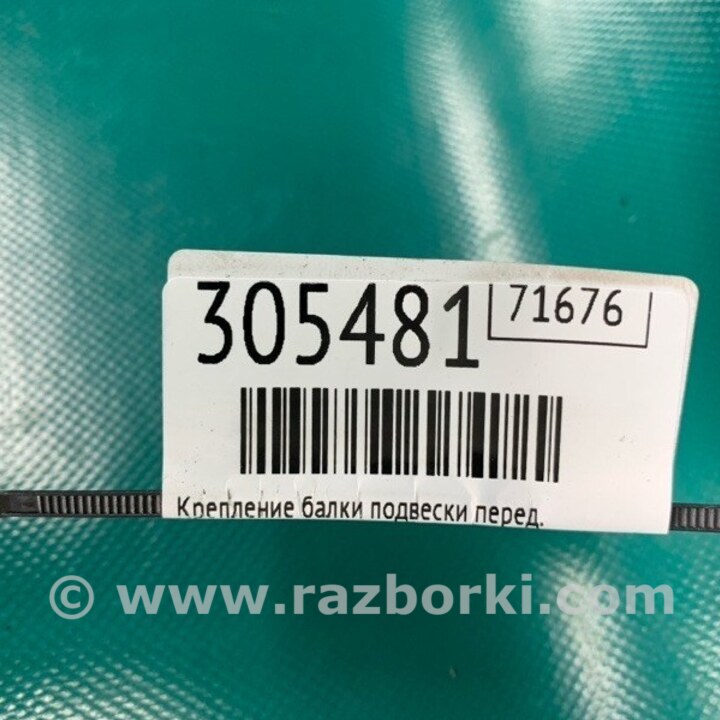 305481 71676
Крепление балки подвески перед.
© www.razborki.com